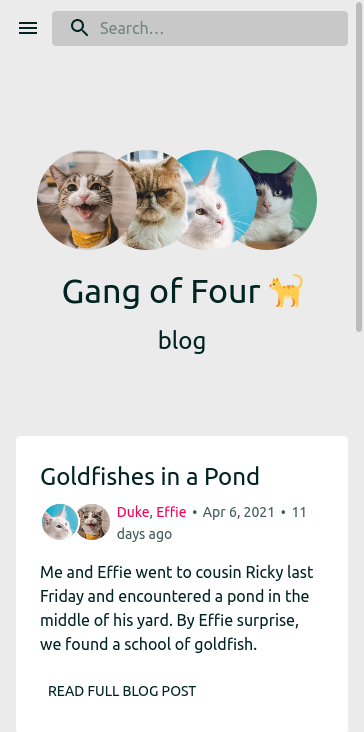 Search…
Gang of Four 🐈
blog
Goldfishes in a Pond
Duke, Effie • Apr 6, 2021 • 11
days ago
Me and Effie went to cousin Ricky last
Friday and encountered a pond in the
middle of his yard. By Effie surprise,
we found a school of goldfish.
READ FULL BLOG POST